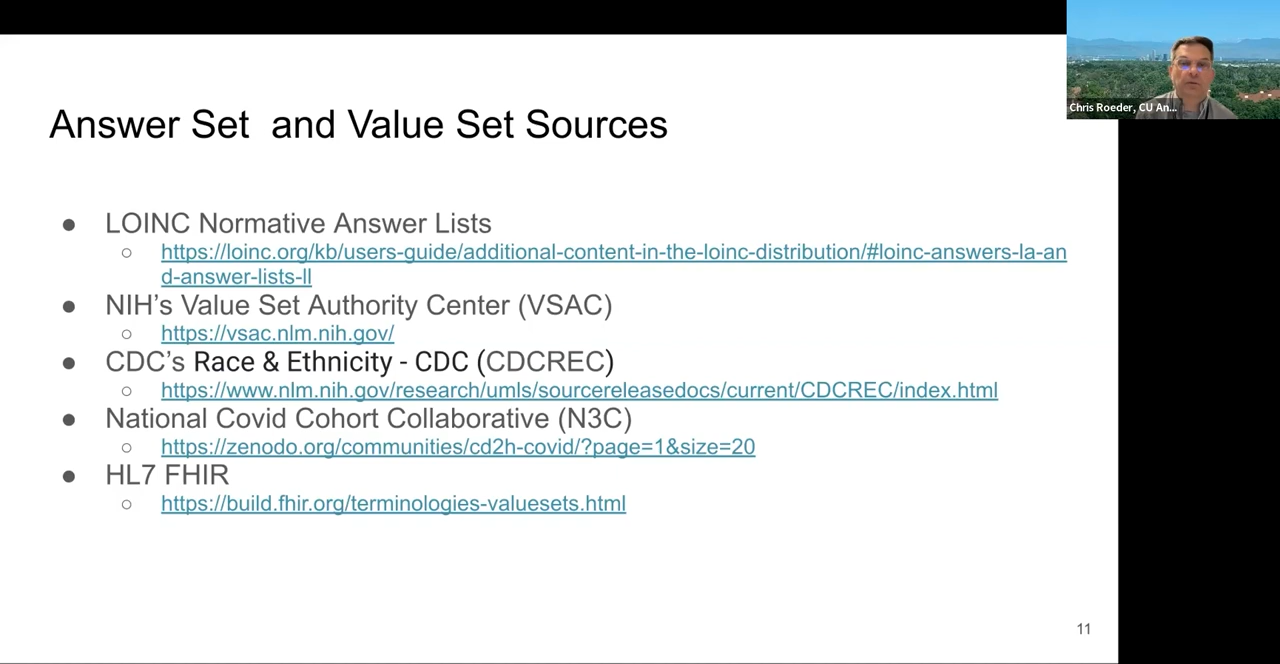 Chris Roeder, CU An...
Answer Set  and Value Set Sources
● LOINC Normative Answer Lists
○ https://loinc.org/kb/users-guide/additional-content-in-the-loinc-distribution/#loinc-answers-la-an
d-answer-lists-ll
● NIH’s Value Set Authority Center (VSAC)
○ https://vsac.nlm.nih.gov/
● CDC’s Race & Ethnicity - CDC (CDCREC)
○ https://www.nlm.nih.gov/research/umls/sourcereleasedocs/current/CDCREC/index.html
● National Covid Cohort Collaborative (N3C)
○ https://zenodo.org/communities/cd2h-covid/?page=1&size=20
● HL7 FHIR
○ https://build.fhir.org/terminologies-valuesets.html
11